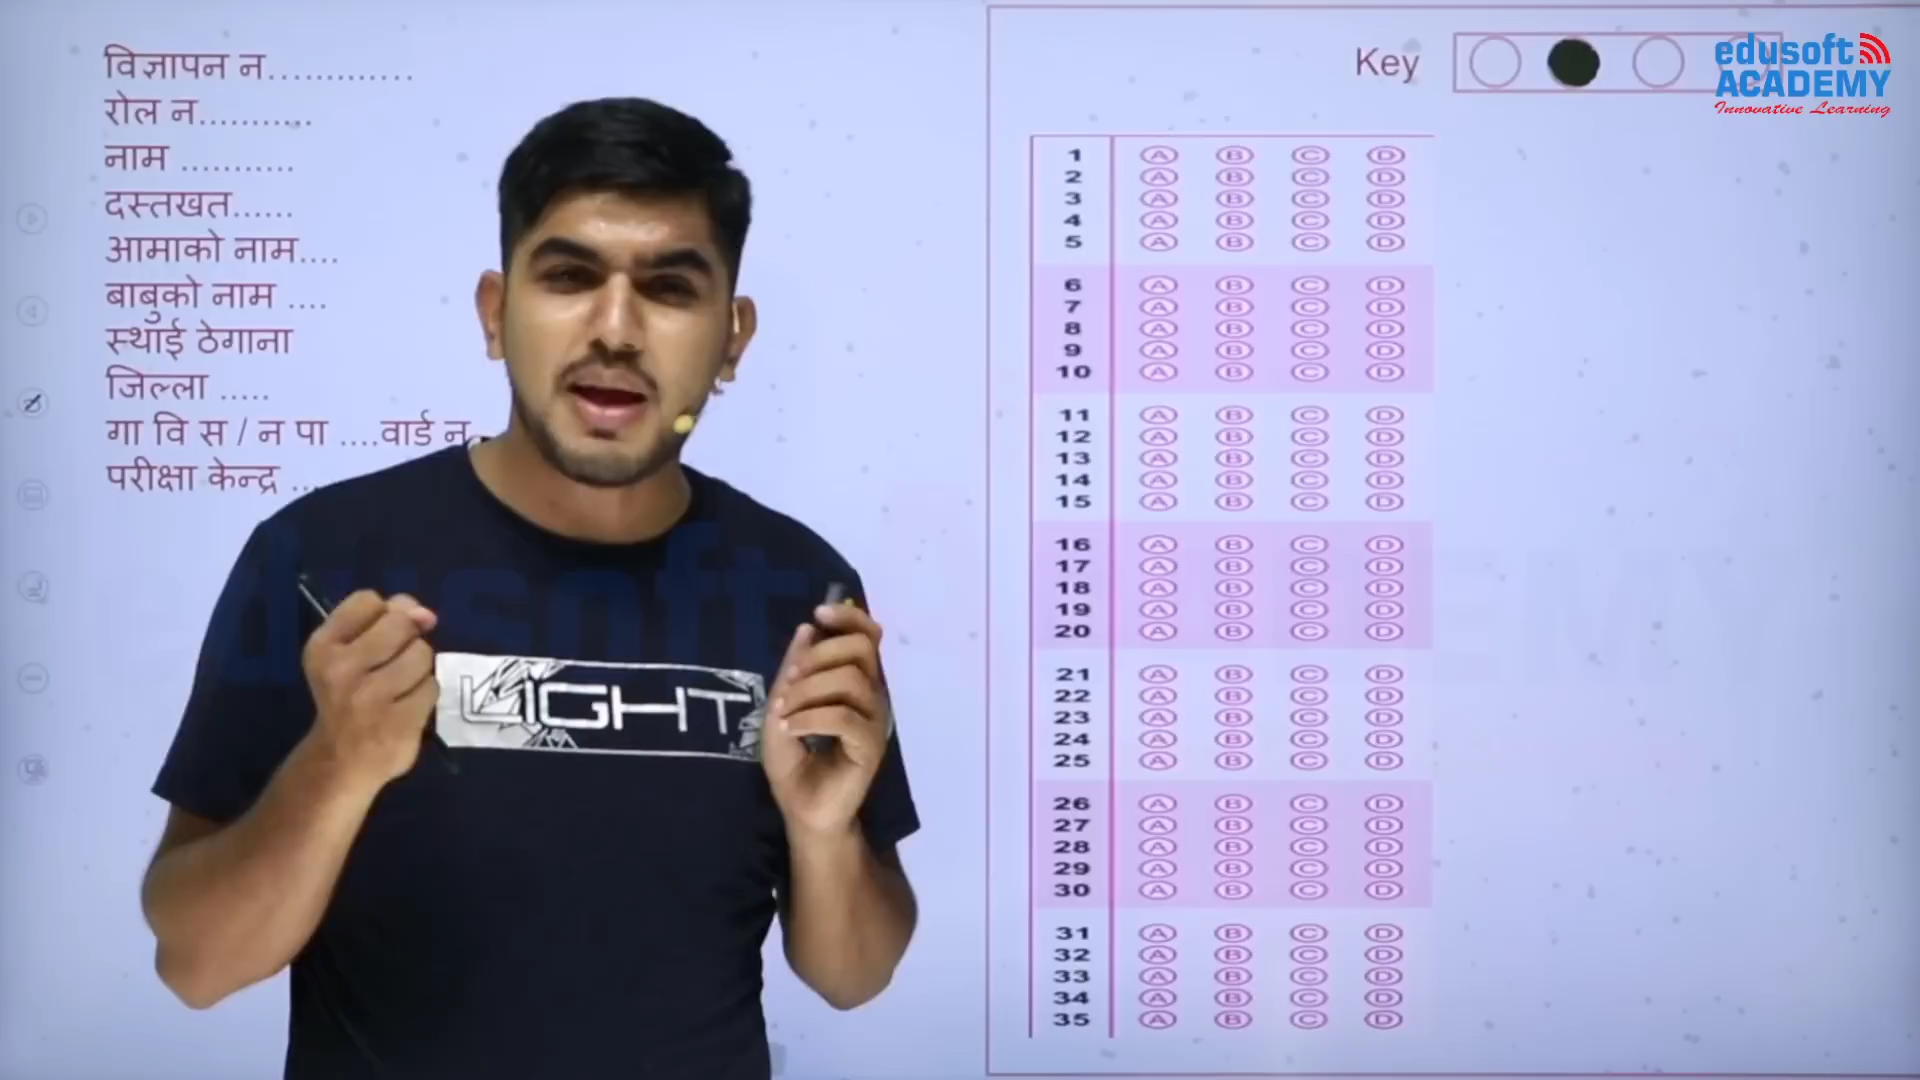 विज्ञापन न..............
रोल न...........
नाम ...........
दस्तखत......
आमाको नाम....
बाबुको नाम ....
स्थाई ठेगाना
जिल्ला .....
गा वि स / न पा ....वार्ड न..
परीक्षा केन्द्र ...
Key
edusoft
ACADEMY
Innovative Learning
1 A B C D
2 A B C D
3 A B C D
4 A B C D
5 A B C D
6 A B C D
7 A B C D
8 A B C D
9 A B C D
10 A B C D
11 A B C D
12 A B C D
13 A B C D
14 A B C D
15 A B C D
16 A B C D
17 A B C D
18 A B C D
19 A B C D
20 A B C D
21 A B C D
22 A B C D
23 A B C D
24 A B C D
25 A B C D
26 A B C D
27 A B C D
28 A B C D
29 A B C D
30 A B C D
31 A B C D
32 A B C D
33 A B C D
34 A B C D
35 A B C D
edusoft
LIGHT